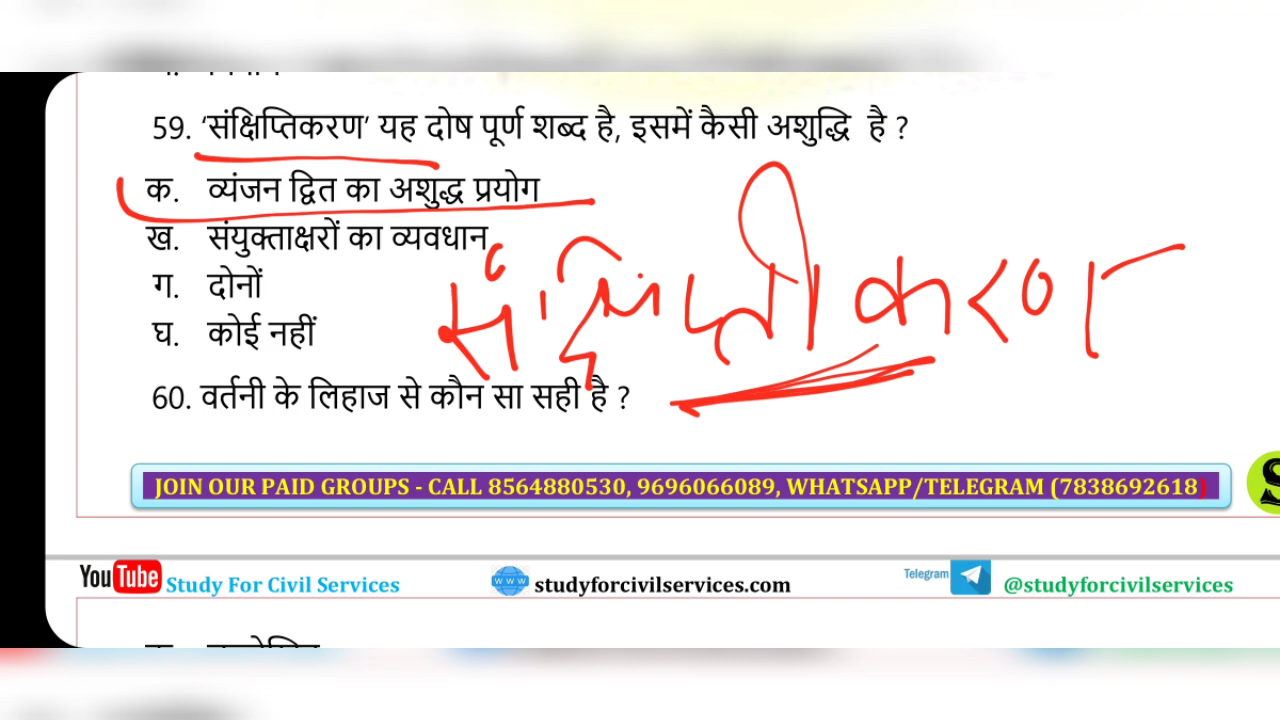 59. ‘संक्षिप्तिकरण’ यह दोष पूर्ण शब्द है, इसमें कैसी अशुद्धि है ?
क. व्यंजन द्वित का अशुद्ध प्रयोग
ख. संयुक्ताक्षरों का व्यवधान
ग. दोनों
घ. कोई नहीं
संक्षिप्तीकरण
60. वर्तनी के लिहाज से कौन सा सही है ?
JOIN OUR PAID GROUPS - CALL 8564880530, 9696066089, WHATSAPP/TELEGRAM (7838692618)
S
YouTube Study For Civil Services
www studyforcivilservices.com
Telegram @studyforcivilservices